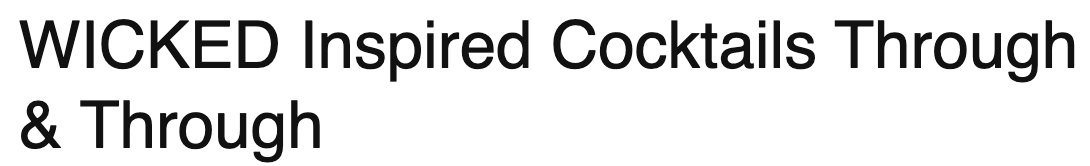 WICKED Inspired Cocktails Through
& Through